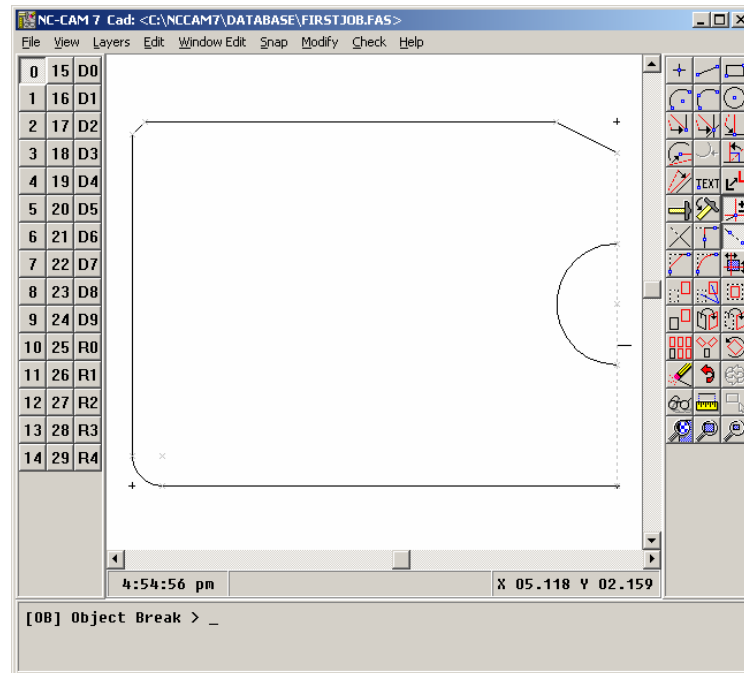 NC-CAM 7 Cad: <C:\NCCAM7\DATABASE\FIRSTJOB.FAS>
File View Layers Edit Window Edit Snap Modify Check Help
0 15 D0
1 16 D1
2 17 D2
3 18 D3
4 19 D4
5 20 D5
6 21 D6
7 22 D7
8 23 D8
9 24 D9
10 25 R0
11 26 R1
12 27 R2
13 28 R3
14 29 R4
TEXT
4:54:56 pm
X 05.118 Y 02.159
[OB] Object Break > _